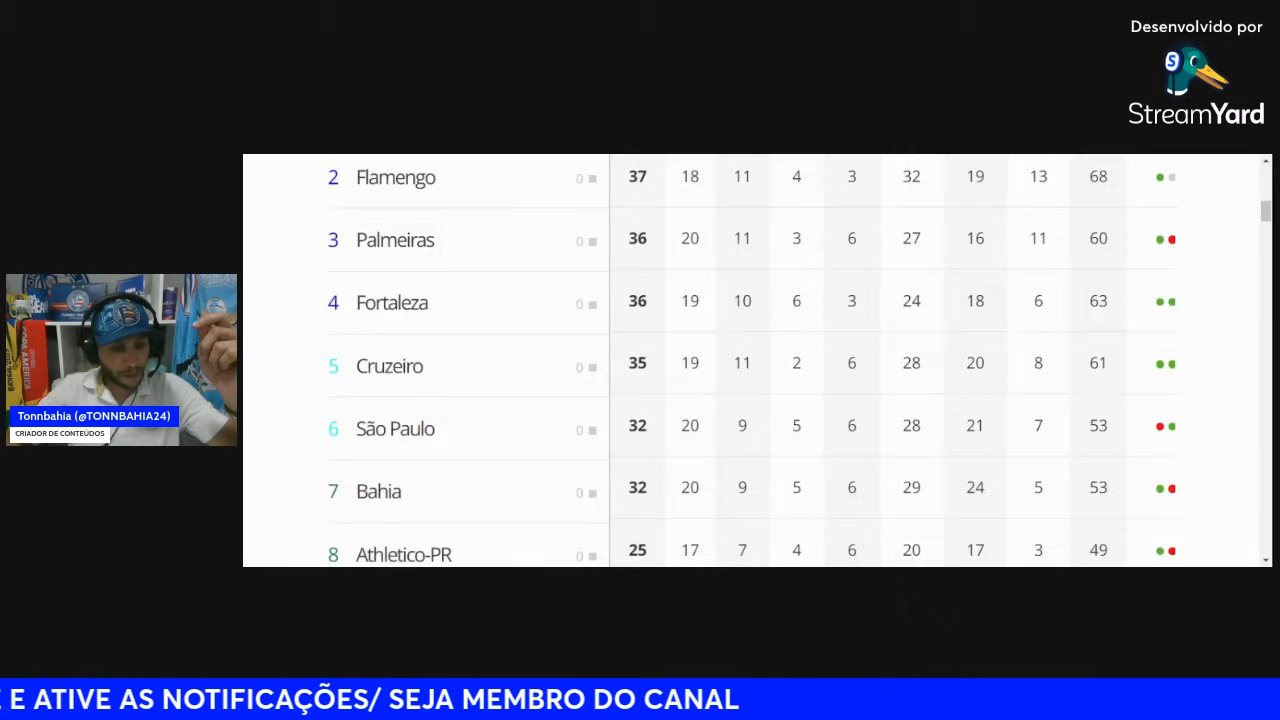 Desenvolvido por
StreamYard
2 Flamengo 0 37 18 11 4 3 32 19 13 68
3 Palmeiras 0 36 20 11 3 6 27 16 11 60
4 Fortaleza 0 36 19 10 6 3 24 18 6 63
5 Cruzeiro 0 35 19 11 2 6 28 20 8 61
6 São Paulo 0 32 20 9 5 6 28 21 7 53
7 Bahia 0 32 20 9 5 6 29 24 5 53
8 Athletico-PR 0 25 17 7 4 6 20 17 3 49
COPA AMERICA
Tonnbahia (@TONNBAHIA24)
CRIADOR DE CONTEÚDOS
E ATIVE AS NOTIFICAÇÕES/ SEJA MEMBRO DO CANAL